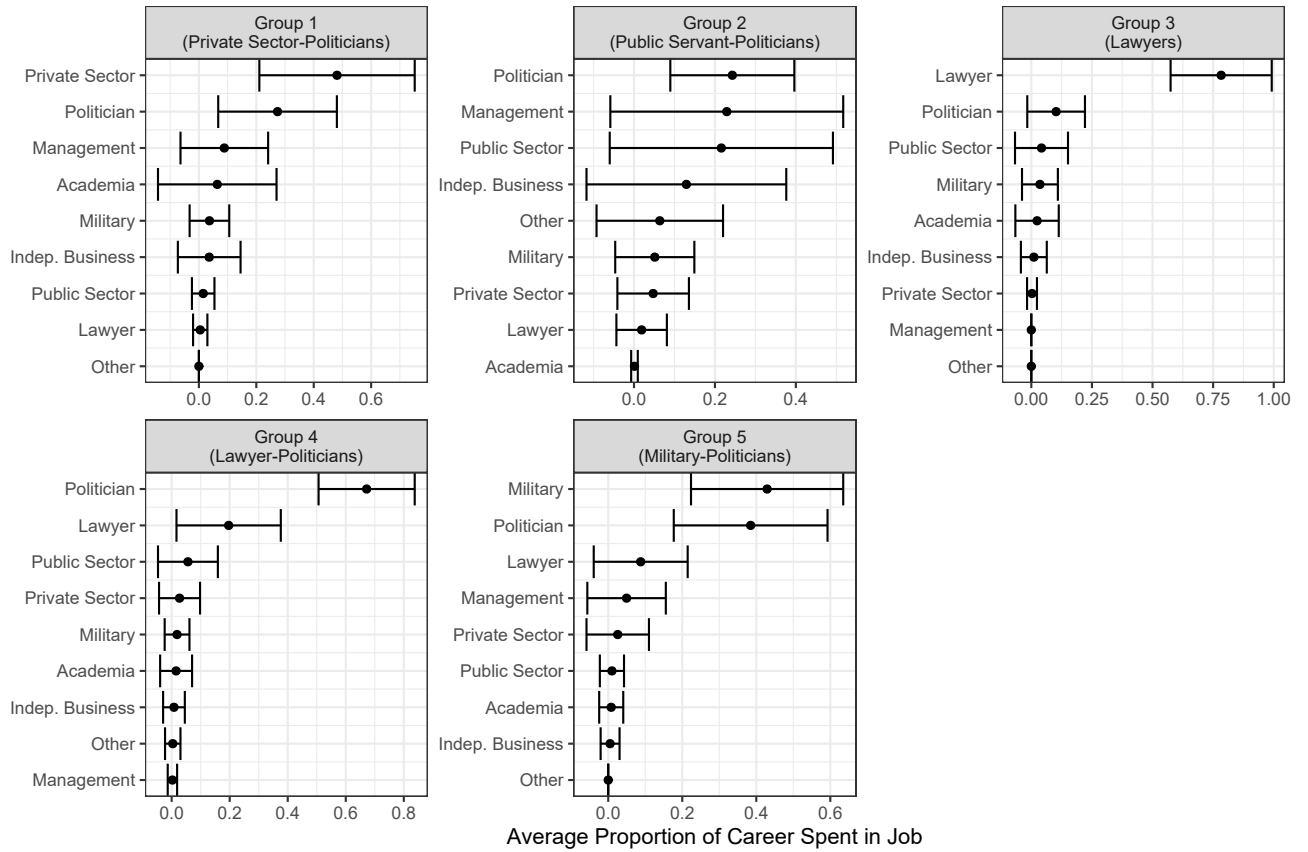 Group 1
(Private Sector-Politicians)
Private Sector
Politician
Management
Academia
Military
Indep. Business
Public Sector
Lawyer
Other
0.0 0.2 0.4 0.6
Group 2
(Public Servant-Politicians)
Politician
Management
Public Sector
Indep. Business
Other
Military
Private Sector
Lawyer
Academia
0.0 0.2 0.4
Group 3
(Lawyers)
Lawyer
Politician
Public Sector
Military
Academia
Indep. Business
Private Sector
Management
Other
0.00 0.25 0.50 0.75 1.00
Group 4
(Lawyer-Politicians)
Politician
Lawyer
Public Sector
Private Sector
Military
Academia
Indep. Business
Other
Management
0.0 0.2 0.4 0.6 0.8
Group 5
(Military-Politicians)
Military
Politician
Lawyer
Management
Private Sector
Public Sector
Academia
Indep. Business
Other
0.0 0.2 0.4 0.6
Average Proportion of Career Spent in Job